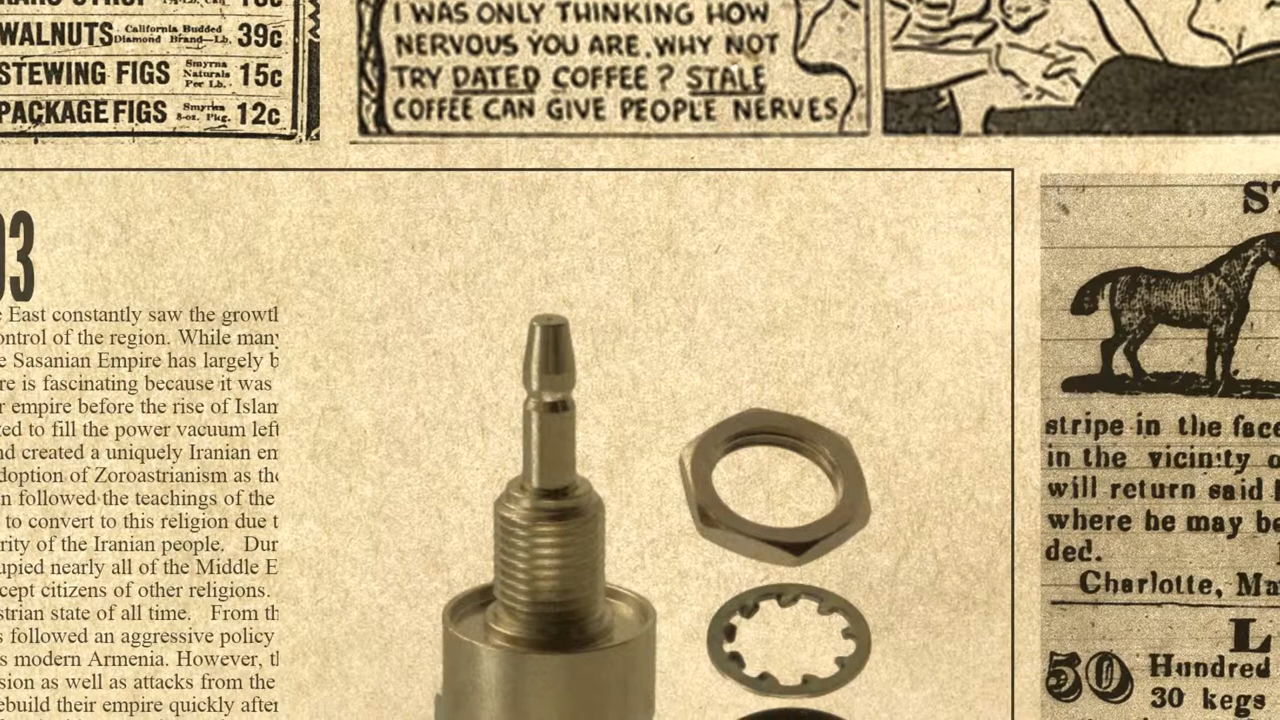 WALNUTS California Budded Diamond Brand—Lb. 39c
STEWING FIGS Smyrna Naturals Per Lb. 15c
PACKAGE FIGS Smyrna 8-oz. Pkg. 12c
I WAS ONLY THINKING HOW
NERVOUS YOU ARE. WHY NOT
TRY DATED COFFEE? STALE
COFFEE CAN GIVE PEOPLE NERVES
03
East constantly saw the growth
control of the region. While many
Sasanian Empire has largely b
re is fascinating because it was
r empire before the rise of Islam
ted to fill the power vacuum left
nd created a uniquely Iranian em
doption of Zoroastrianism as the
n followed the teachings of the
to convert to this religion due t
rity of the Iranian people. Dur
upied nearly all of the Middle E
cept citizens of other religions.
strian state of all time. From th
s followed an aggressive policy
s modern Armenia. However, th
sion as well as attacks from the
ebuild their empire quickly after
ST
stripe in the face
in the vicinity o
will return said
where he may be
ded.
Charlotte, Ma
L
50 Hundred
30 kegs